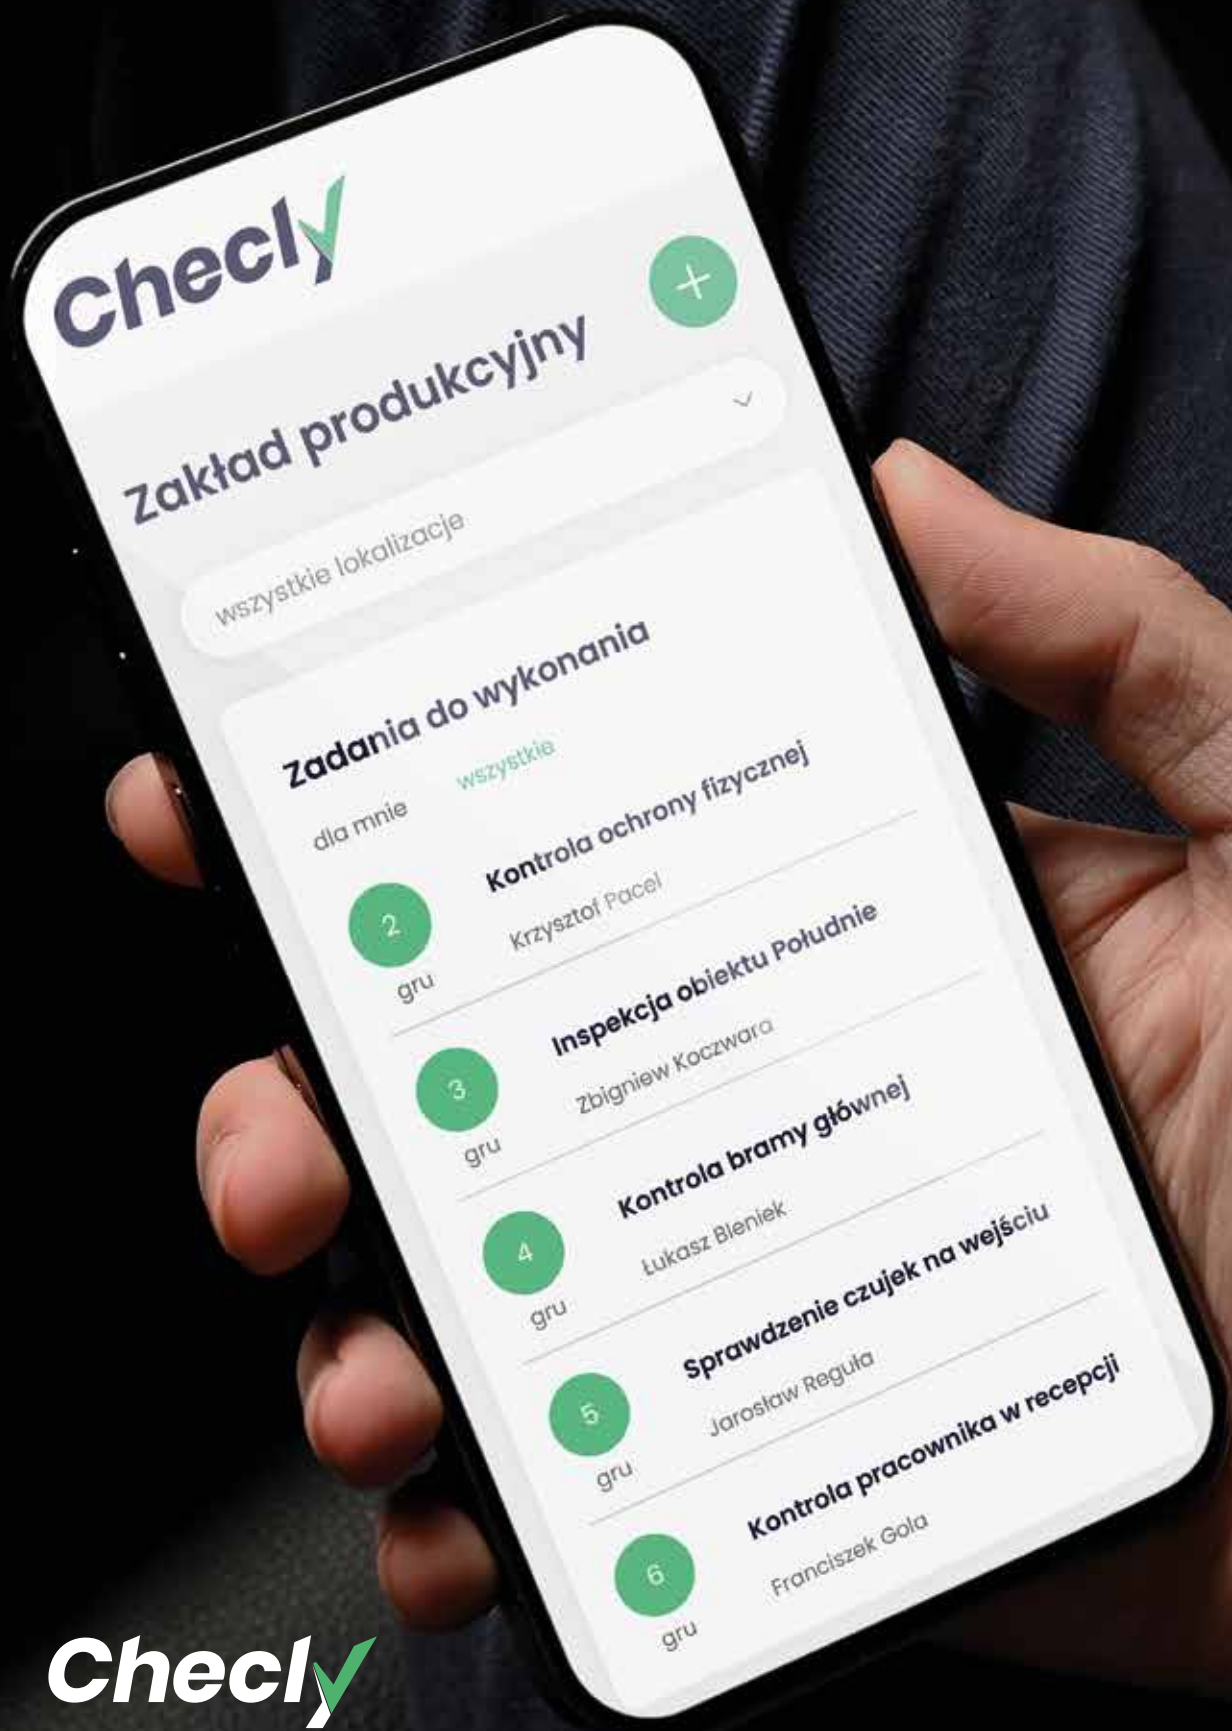 Checly
Zakład produkcyjny
wszystkie lokalizacje
Zadania do wykonania
dla mnie wszystkie
2 gru
Kontrola ochrony fizycznej
Krzysztof Pacel
3 gru
Inspekcja obiektu Południe
Zbigniew Koczwara
4 gru
Kontrola bramy głównej
Łukasz Bleniek
5 gru
Sprawdzenie czujek na wejściu
Jarosław Reguła
6 gru
Kontrola pracownika w recepcji
Franciszek Gola
Checly